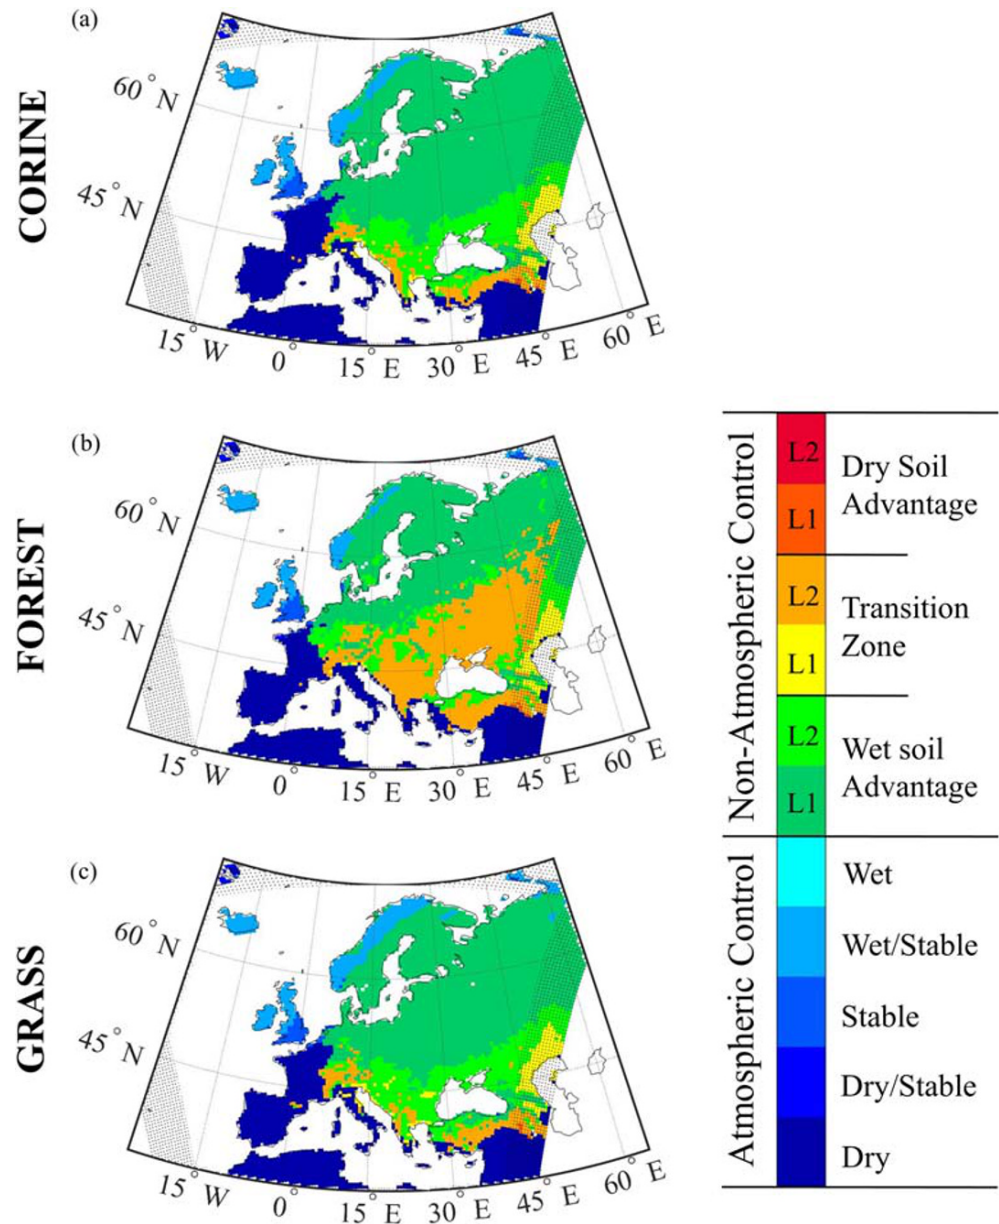 (a)
CORINE
60° N
45° N
15° W
0°
15° E
30° E
45° E
60° E
(b)
FOREST
60° N
45° N
15° W
0°
15° E
30° E
45° E
60° E
(c)
GRASS
60° N
45° N
15° W
0°
15° E
30° E
45° E
60° E
Non-Atmospheric Control
L2
L1
Dry Soil
Advantage
L2
L1
Transition
Zone
L2
L1
Wet soil
Advantage
Atmospheric Control
Wet
Wet/Stable
Stable
Dry/Stable
Dry